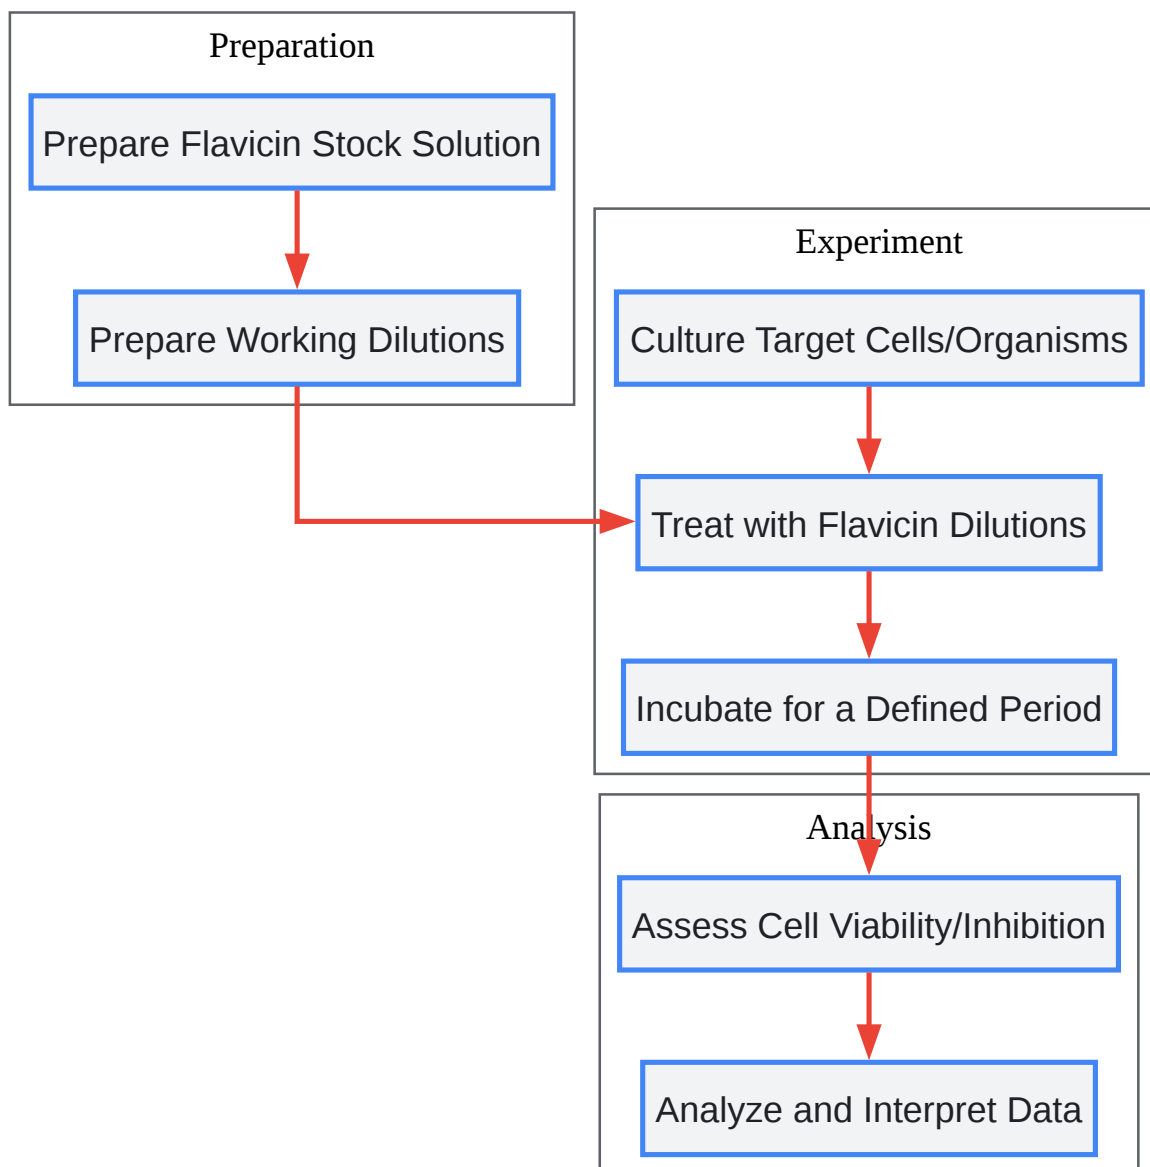 Preparation
Prepare Flavicin Stock Solution
Prepare Working Dilutions
Experiment
Culture Target Cells/Organisms
Treat with Flavicin Dilutions
Incubate for a Defined Period
Analysis
Assess Cell Viability/Inhibition
Analyze and Interpret Data